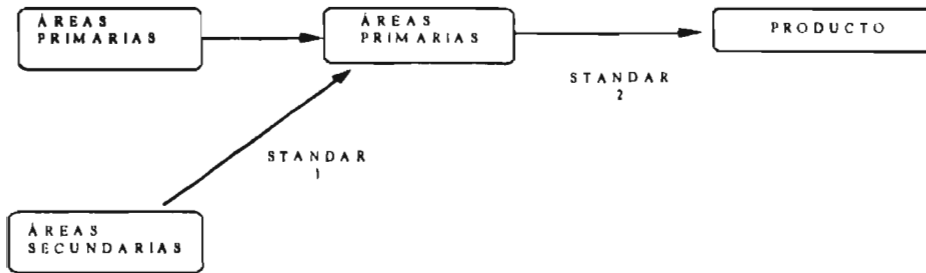 ÁREAS
PRIMARIAS
ÁREAS
PRIMARIAS
PRODUCTO
STANDAR
2
STANDAR
1
ÁREAS
SECUNDARIAS